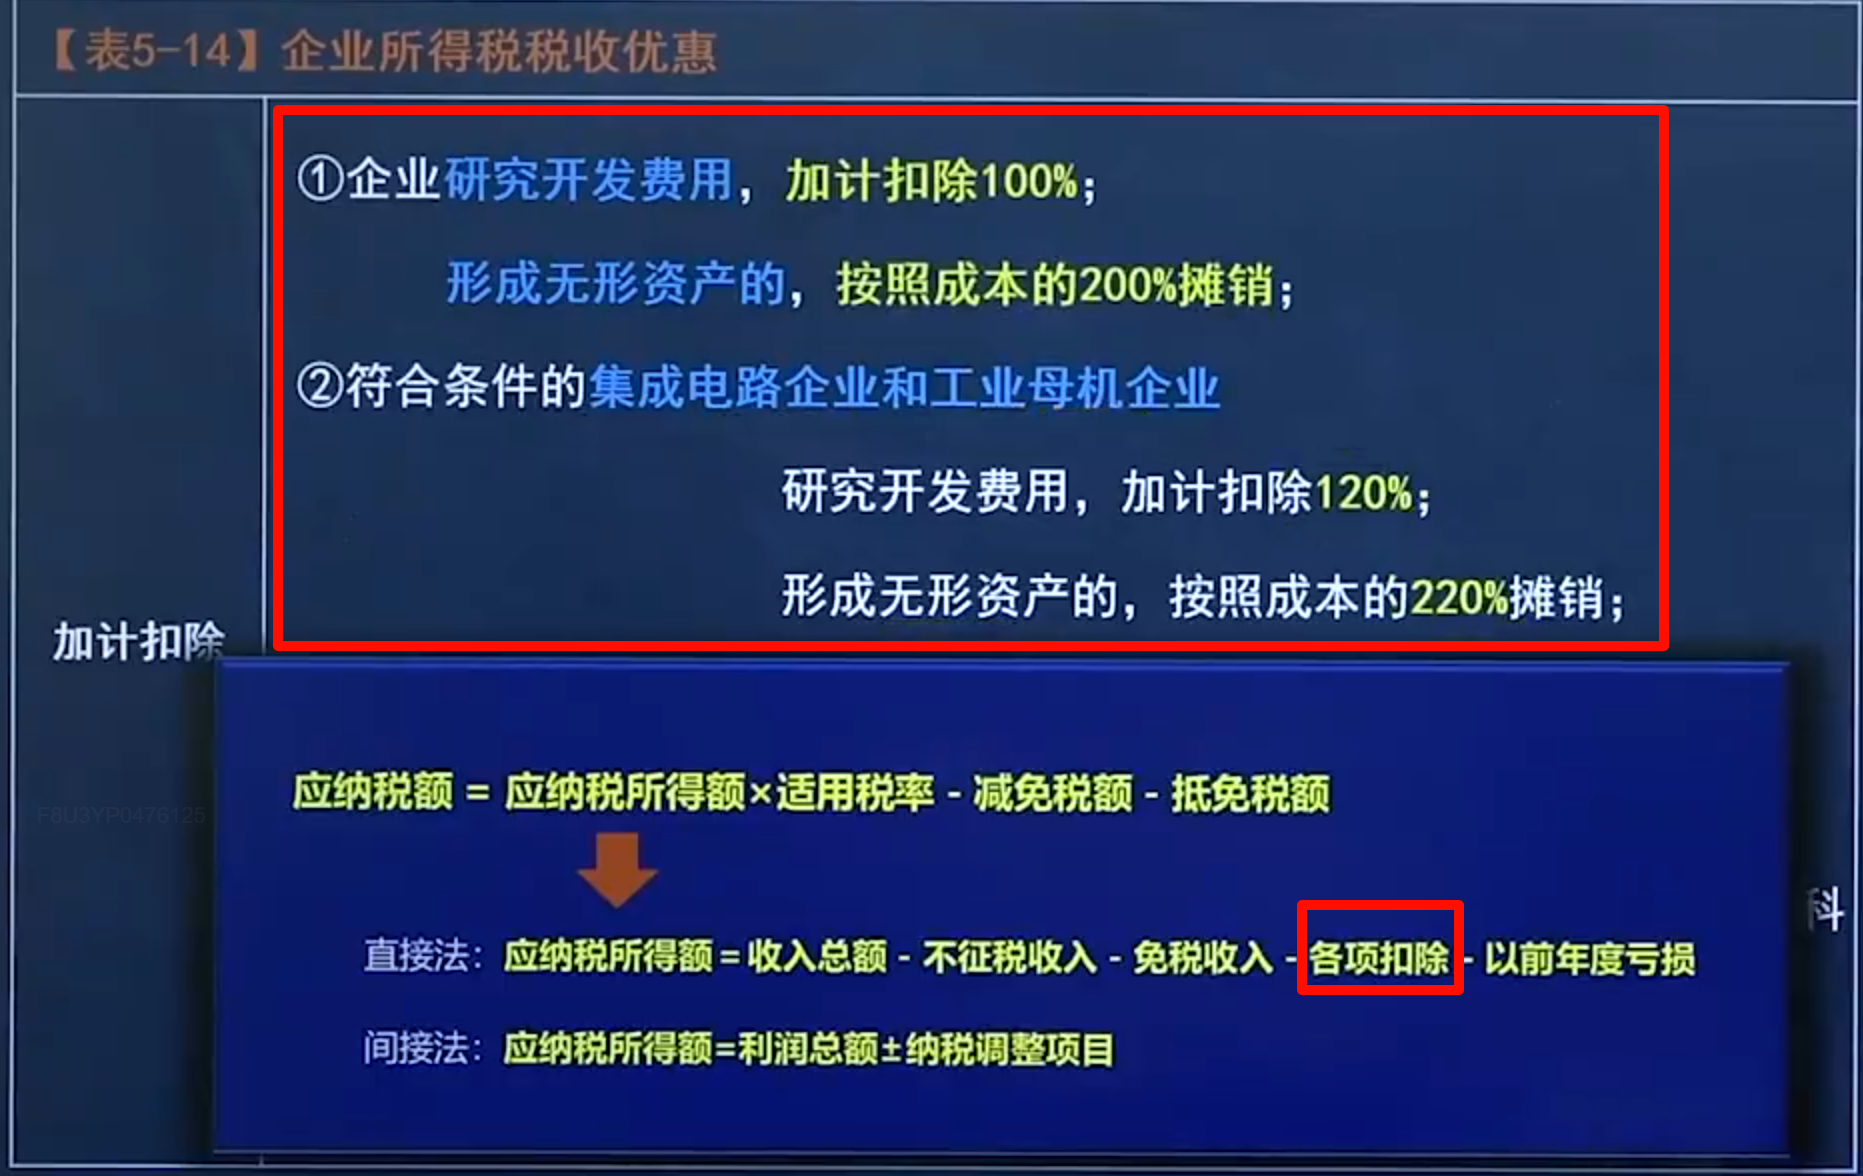 【表5-14】企业所得税税收优惠
①企业研究开发费用，加计扣除100%；
形成无形资产的，按照成本的200%摊销；
②符合条件的集成电路企业和工业母机企业
研究开发费用，加计扣除120%；
形成无形资产的，按照成本的220%摊销；
加计扣除
应纳税额 = 应纳税所得额×适用税率 - 减免税额 - 抵免税额
F8U3YP0476125
科
直接法：应纳税所得额=收入总额 - 不征税收入 - 免税收入 - 各项扣除 - 以前年度亏损
间接法：应纳税所得额=利润总额±纳税调整项目